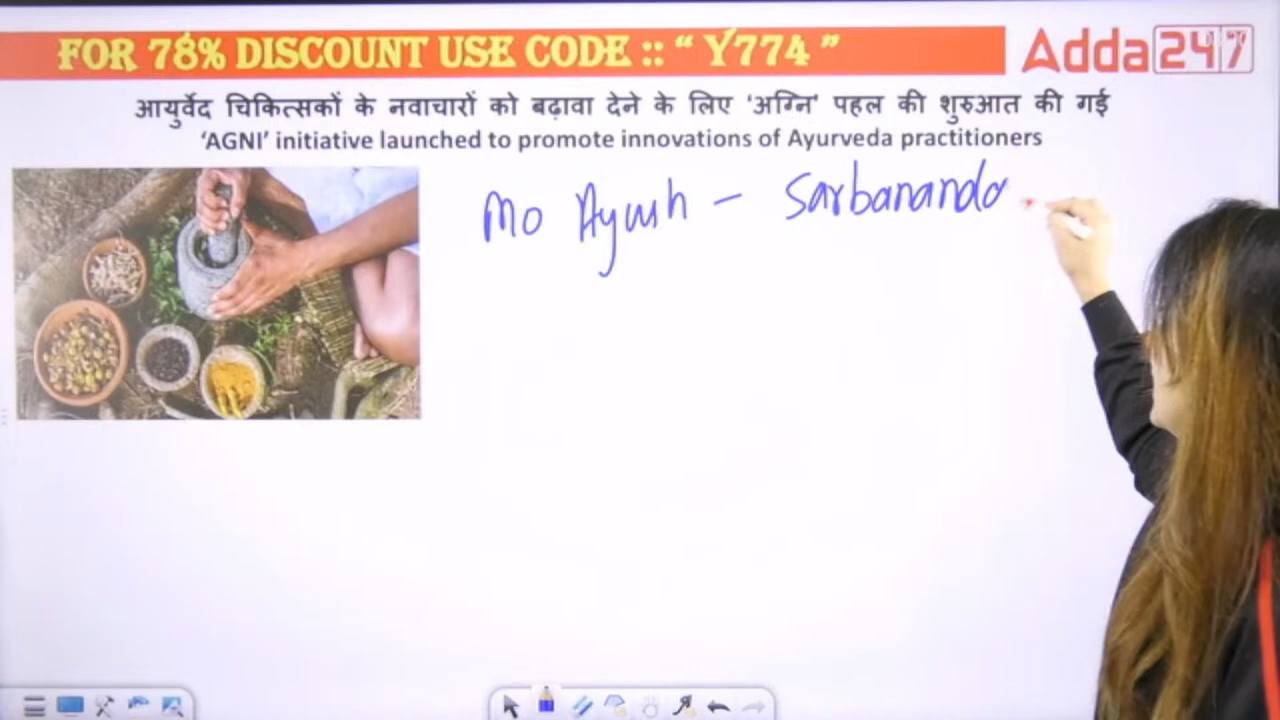 FOR 78% DISCOUNT USE CODE :: “ Y774 ”
Adda247
आयुर्वेद चिकित्सकों के नवाचारों को बढ़ावा देने के लिए ‘अग्नि’ पहल की शुरुआत की गई
‘AGNI’ initiative launched to promote innovations of Ayurveda practitioners
Mo Ayush - Sarbananda